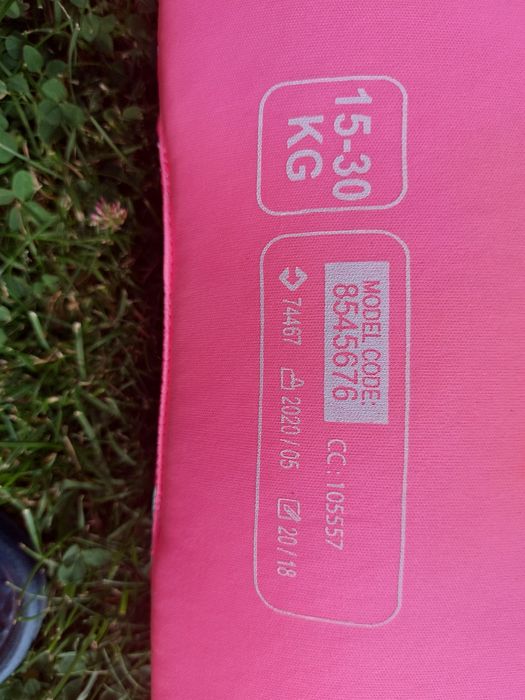 15-30
KG
MODEL CODE:
8545676
CC : 105557
74467 2020/05 20/18